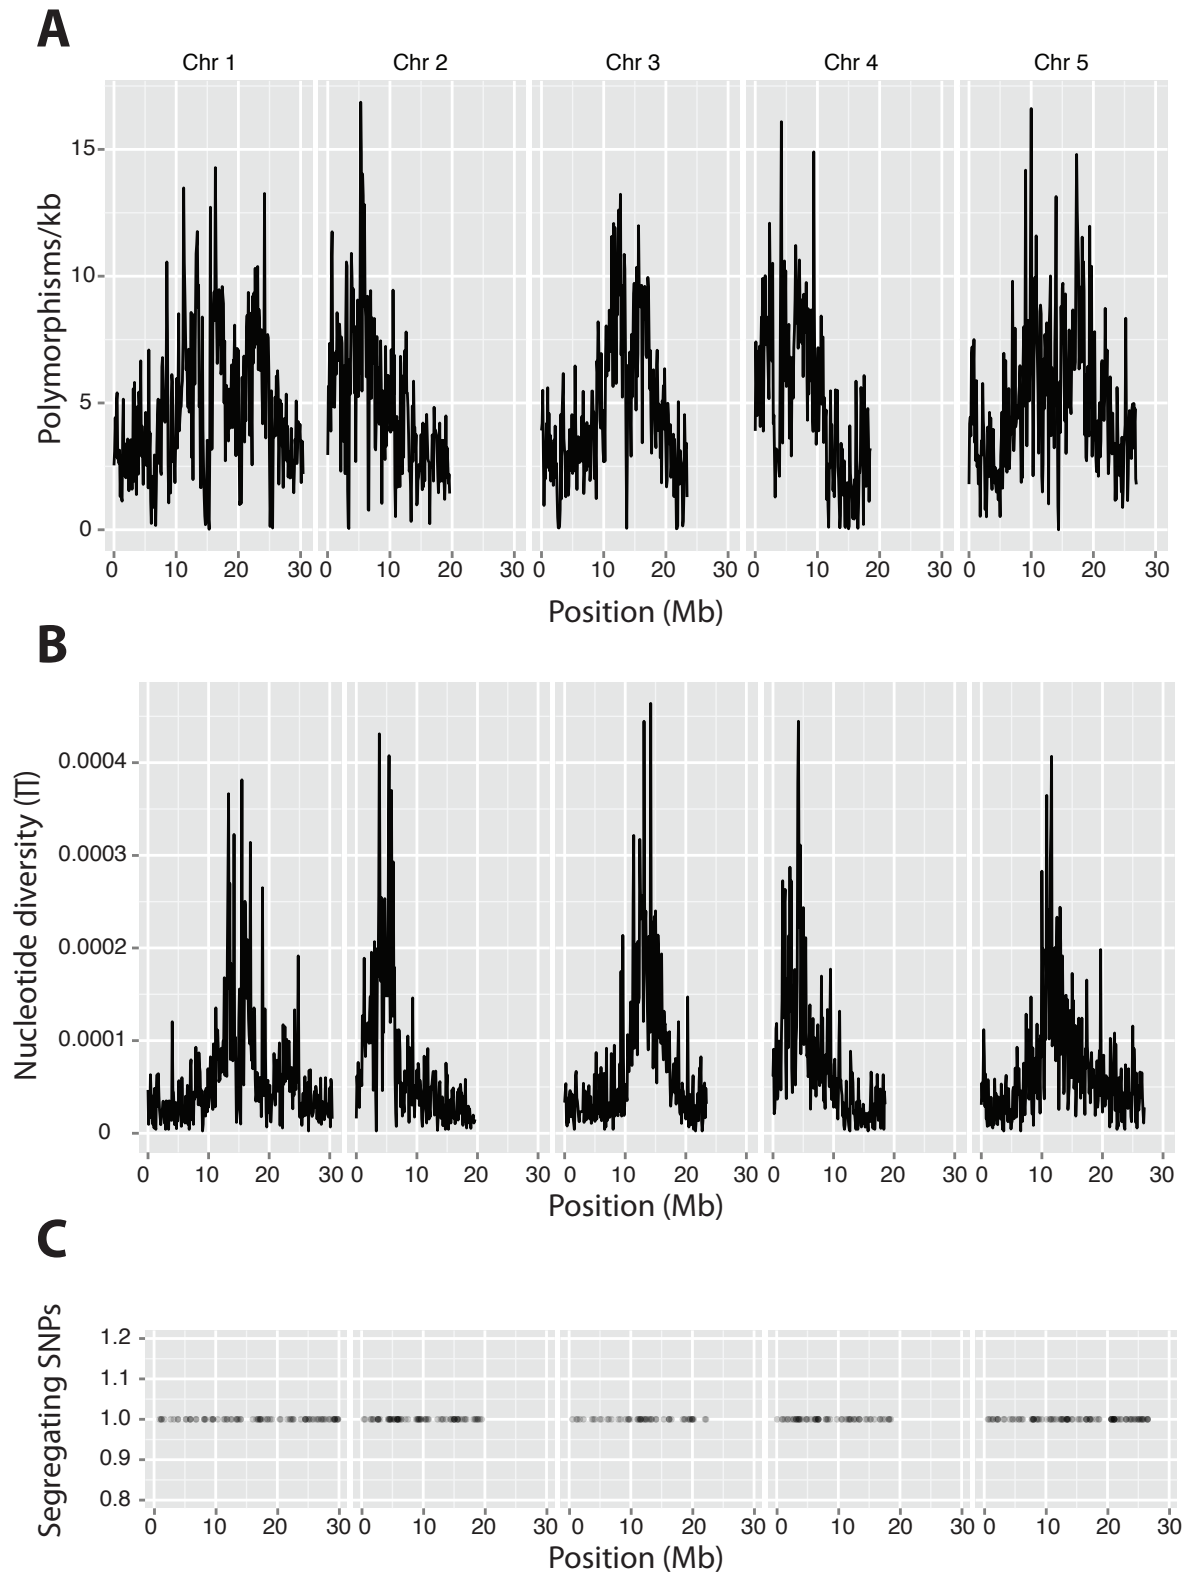 A
Chr 1 Chr 2 Chr 3 Chr 4 Chr 5
Polymorphisms/kb
15
10
5
0
0 10 20 30 0 10 20 30 0 10 20 30 0 10 20 30 0 10 20 30
Position (Mb)
B
Nucleotide diversity (Π)
0.0004
0.0003
0.0002
0.0001
0
0 10 20 30 0 10 20 30 0 10 20 30 0 10 20 30 0 10 20 30
Position (Mb)
C
Segregating SNPs
1.2
1.1
1.0
0.9
0.8
0 10 20 30 0 10 20 30 0 10 20 30 0 10 20 30 0 10 20 30
Position (Mb)